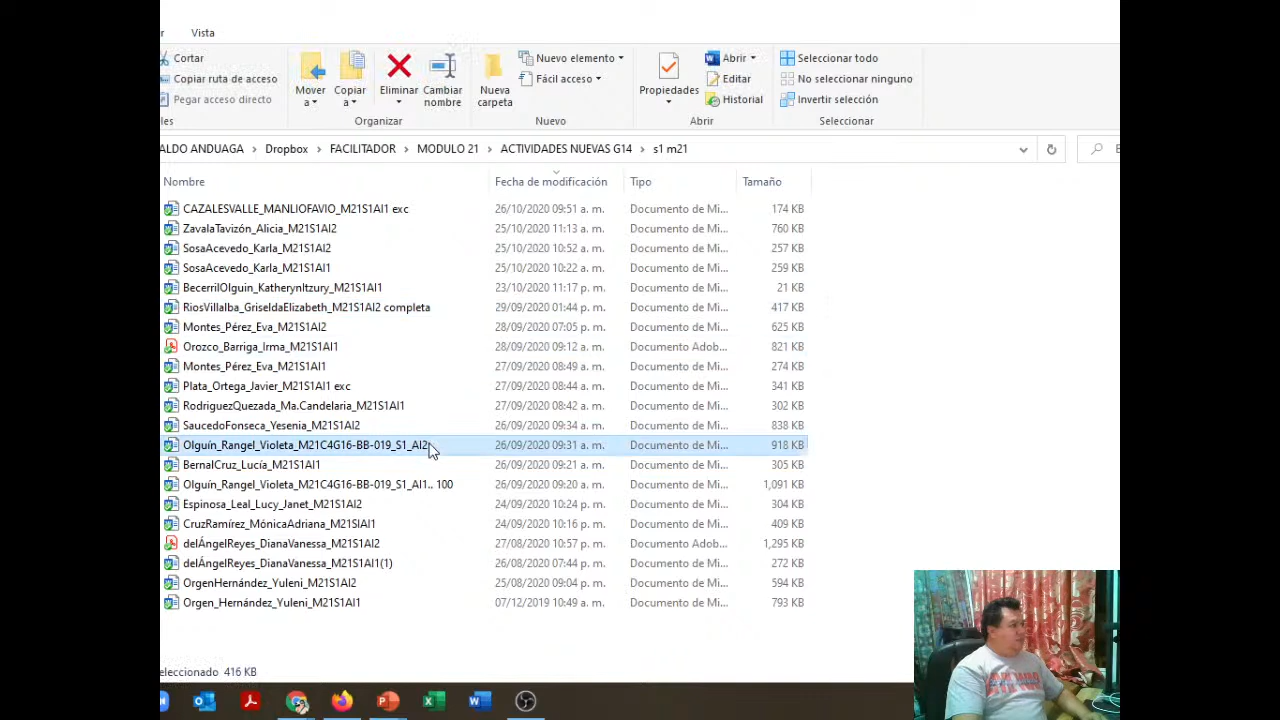 Vista
Cortar
Copiar ruta de acceso
Pegar acceso directo
Mover a
Copiar a
Eliminar
Cambiar nombre
Organizar
Nueva carpeta
Nuevo elemento
Fácil acceso
Nuevo
Propiedades
Abrir
Editar
Historial
Abrir
Seleccionar todo
No seleccionar ninguno
Invertir selección
Seleccionar
ALDO ANDUAGA > Dropbox > FACILITADOR > MODULO 21 > ACTIVIDADES NUEVAS G14 > s1 m21
Nombre Fecha de modificación Tipo Tamaño
CAZALESVALLE_MANLIOFAVIO_M21S1AI1 exc 26/10/2020 09:51 a. m. Documento de Mi... 174 KB
ZavalaTavizón_Alicia_M21S1AI2 25/10/2020 11:13 a. m. Documento de Mi... 760 KB
SosaAcevedo_Karla_M21S1AI2 25/10/2020 10:52 a. m. Documento de Mi... 257 KB
SosaAcevedo_Karla_M21S1AI1 25/10/2020 10:22 a. m. Documento de Mi... 259 KB
BecerrilOlguin_KatherynItzury_M21S1AI1 23/10/2020 11:17 p. m. Documento de Mi... 21 KB
RiosVillalba_GriseldaElizabeth_M21S1AI2 completa 29/09/2020 01:44 p. m. Documento de Mi... 417 KB
Montes_Pérez_Eva_M21S1AI2 28/09/2020 07:05 p. m. Documento de Mi... 625 KB
Orozco_Barriga_Irma_M21S1AI1 28/09/2020 09:12 a. m. Documento Adob... 821 KB
Montes_Pérez_Eva_M21S1AI1 27/09/2020 08:49 a. m. Documento de Mi... 274 KB
Plata_Ortega_Javier_M21S1AI1 exc 27/09/2020 08:44 a. m. Documento de Mi... 341 KB
RodriguezQuezada_Ma.Candelaria_M21S1AI1 27/09/2020 08:42 a. m. Documento de Mi... 302 KB
SaucedoFonseca_Yesenia_M21S1AI2 26/09/2020 09:34 a. m. Documento de Mi... 838 KB
Olguín_Rangel_Violeta_M21C4G16-BB-019_S1_AI2 26/09/2020 09:31 a. m. Documento de Mi... 918 KB
BernalCruz_Lucía_M21S1AI1 26/09/2020 09:21 a. m. Documento de Mi... 305 KB
Olguín_Rangel_Violeta_M21C4G16-BB-019_S1_AI1.. 100 26/09/2020 09:20 a. m. Documento de Mi... 1,091 KB
Espinosa_Leal_Lucy_Janet_M21S1AI2 24/09/2020 10:24 p. m. Documento de Mi... 304 KB
CruzRamírez_MónicaAdriana_M21SIAI1 24/09/2020 10:16 p. m. Documento de Mi... 409 KB
delÁngelReyes_DianaVanessa_M21S1AI2 27/08/2020 10:57 p. m. Documento Adob... 1,295 KB
delÁngelReyes_DianaVanessa_M21S1AI1(1) 26/08/2020 07:44 p. m. Documento de Mi... 272 KB
OrgenHernández_Yuleni_M21S1AI2 25/08/2020 09:04 p. m. Documento de Mi... 594 KB
Orgen_Hernández_Yuleni_M21S1AI1 07/12/2019 10:49 a. m. Documento de Mi... 793 KB
eleccionado 416 KB